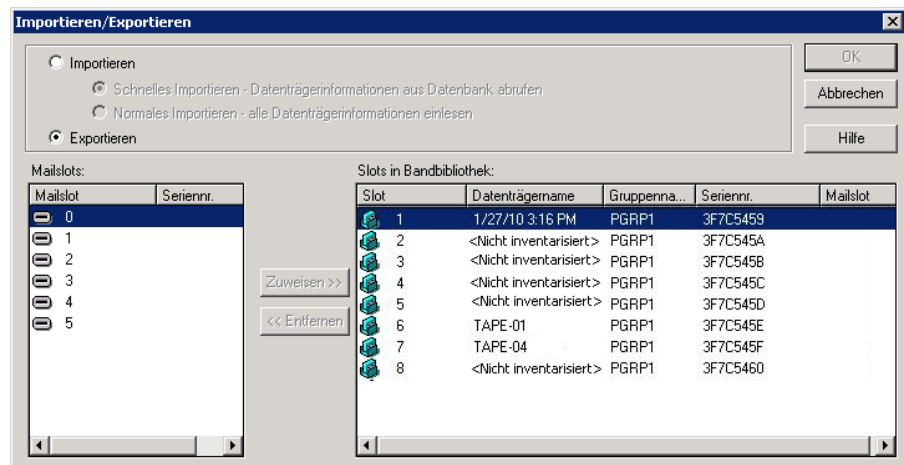 Importieren/Exportieren
Importieren
Schnelles Importieren - Datenträgerinformationen aus Datenbank abrufen
Normales Importieren - alle Datenträgerinformationen einlesen
Exportieren
OK
Abbrechen
Hilfe
Mailslots:
Mailslot Seriennr.
0
1
2
3
4
5
Zuweisen >>
<< Entfernen
Slots in Bandbibliothek:
Slot Datenträgername Gruppenna... Seriennr. Mailslot
1 1/27/10 3:16 PM PGRP1 3F7C5459
2 <Nicht inventarisiert> PGRP1 3F7C545A
3 <Nicht inventarisiert> PGRP1 3F7C545B
4 <Nicht inventarisiert> PGRP1 3F7C545C
5 <Nicht inventarisiert> PGRP1 3F7C545D
6 TAPE-01 PGRP1 3F7C545E
7 TAPE-04 PGRP1 3F7C545F
8 <Nicht inventarisiert> PGRP1 3F7C5460